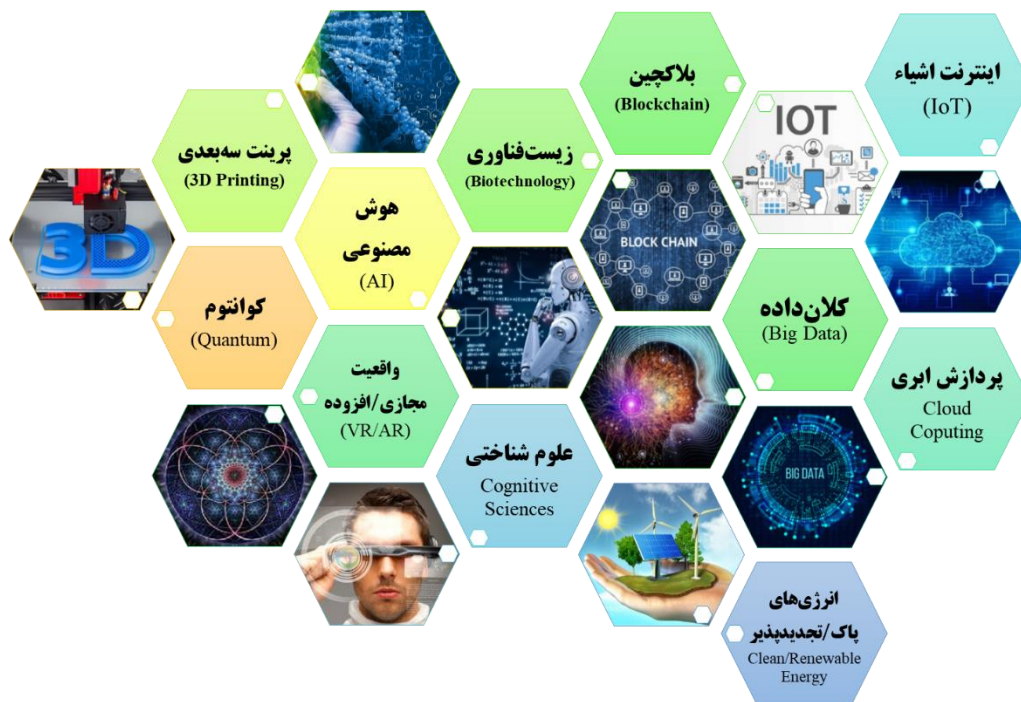 بلاکچین
(Blockchain)
اینترنت اشیاء
(IoT)
پرینت سه‌بعدی
(3D Printing)
زیست‌فناوری
(Biotechnology)
IOT
هوش
مصنوعی
(AI)
3D
BLOCK CHAIN
کوانتوم
(Quantum)
کلان‌داده
(Big Data)
واقعیت
مجازی/افزوده
(VR/AR)
پردازش ابری
Cloud
Coputing
علوم شناختی
Cognitive
Sciences
BIG DATA
انرژی‌های
پاک/تجدیدپذیر
Clean/Renewable
Energy